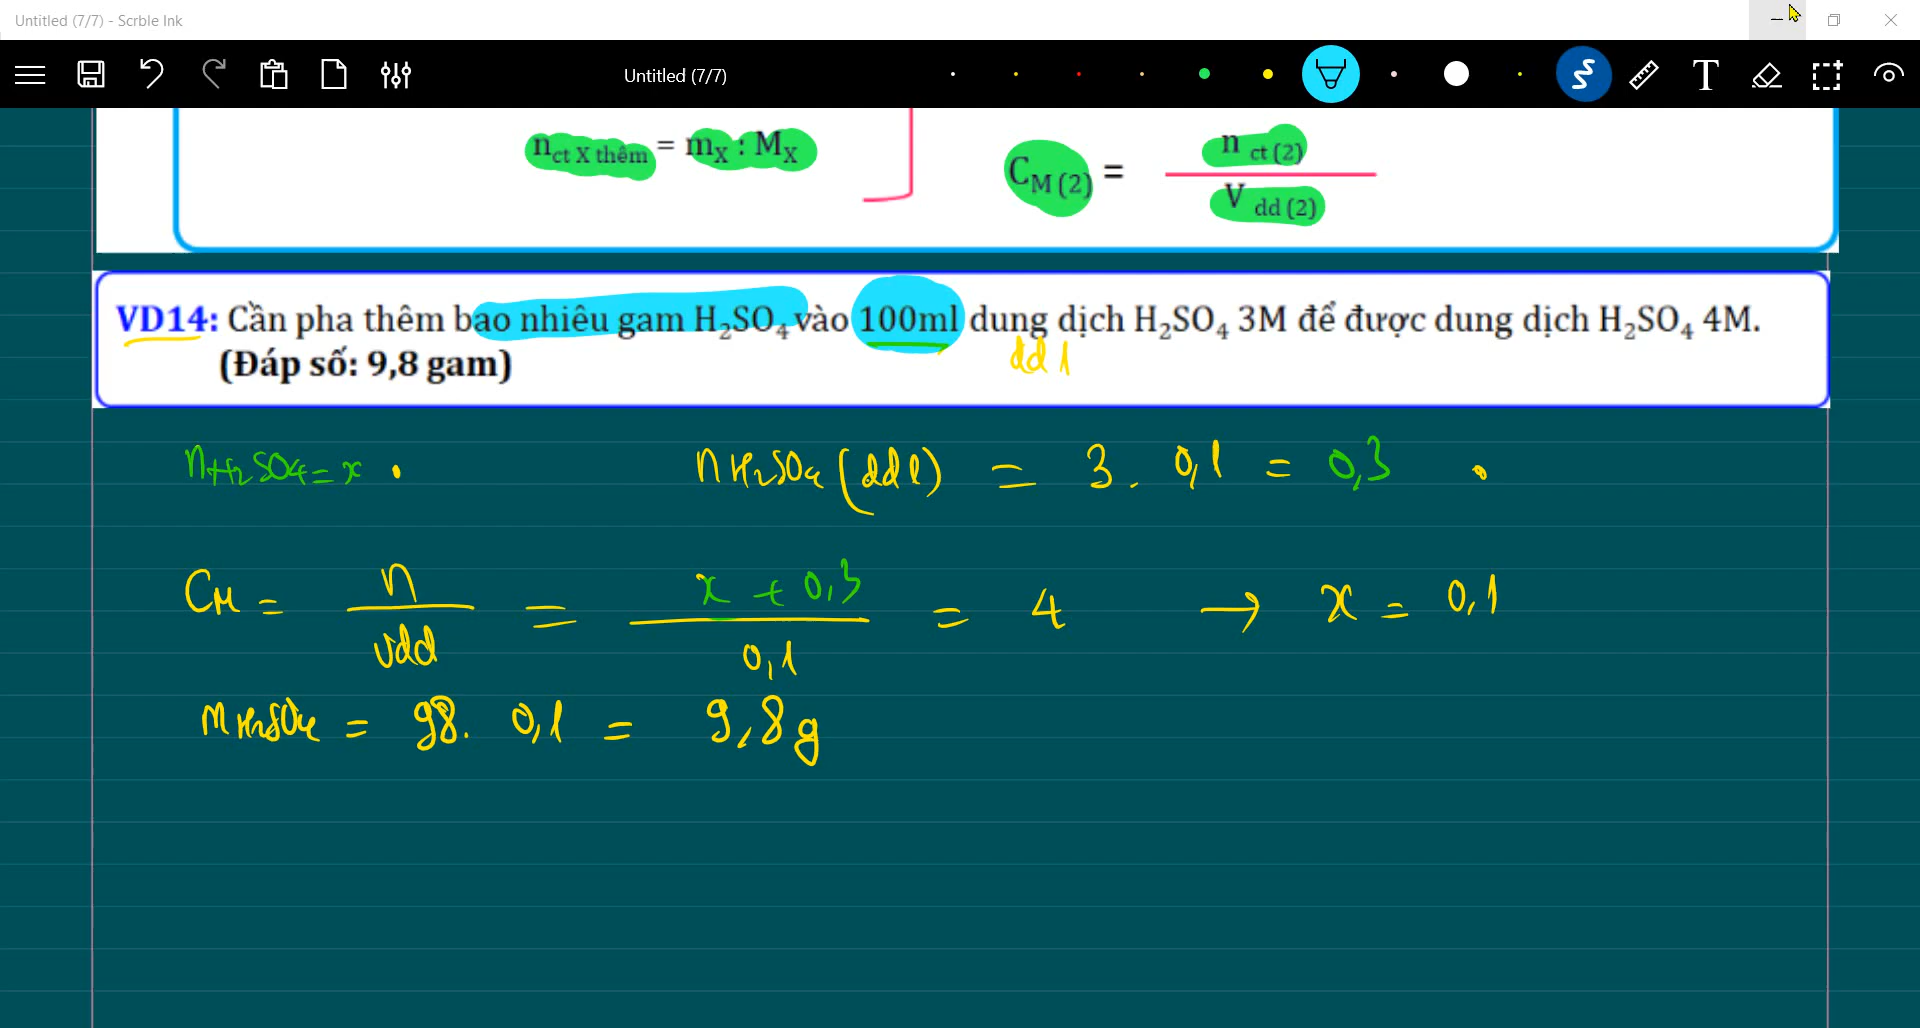 Untitled (7/7) - Scrble Ink
Untitled (7/7)
T
n ct X thêm = mX : MX
CM (2) = n ct (2) / V dd (2)
VD14: Cần pha thêm bao nhiêu gam H₂SO₄ vào 100ml dung dịch H₂SO₄ 3M để được dung dịch H₂SO₄ 4M.
(Đáp số: 9,8 gam)
dd 1
nH₂SO₄ = x
nH₂SO₄ (dd1) = 3 . 0,1 = 0,3
CM = n / Vdd = x + 0,3 / 0,1 = 4 → x = 0,1
mH₂SO₄ = 98 . 0,1 = 9,8g